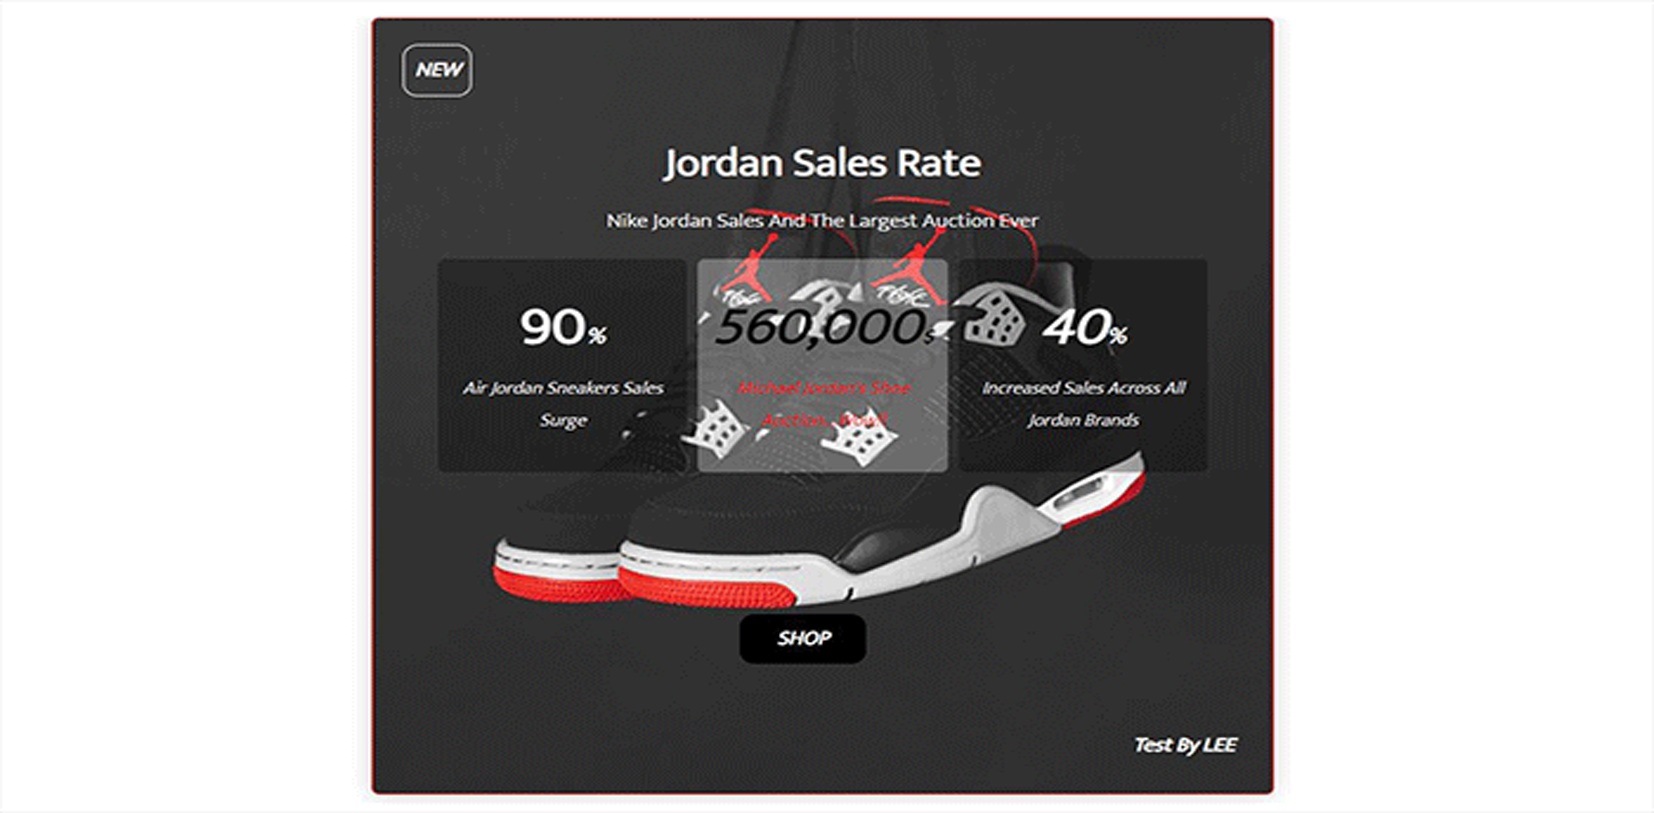 NEW
Jordan Sales Rate
Nike Jordan Sales And The Largest Auction Ever
90%
Air Jordan Sneakers Sales
Surge
560,000$
Michael Jordan's Shoe
Auction.. Wow!!
40%
Increased Sales Across All
Jordan Brands
SHOP
Test By LEE